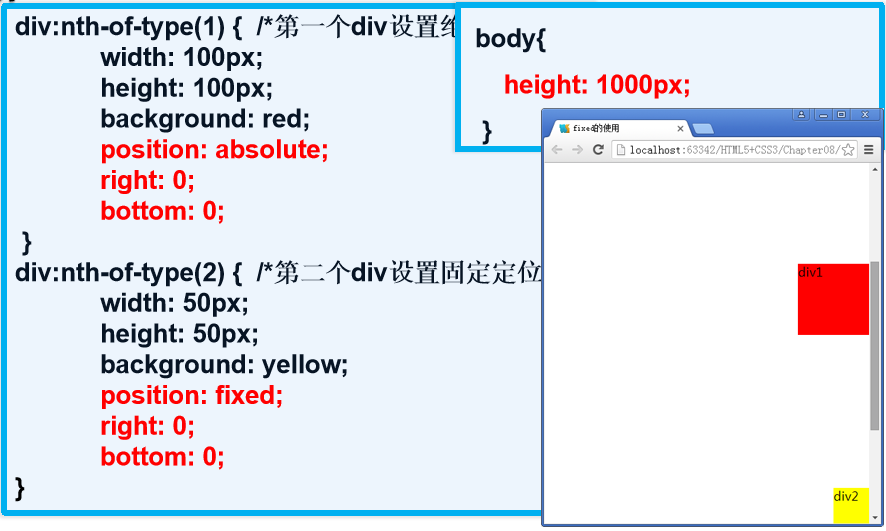 div:nth-of-type(1) { /*第一个div设置绝
width: 100px;
height: 100px;
background: red;
position: absolute;
right: 0;
bottom: 0;
}
div:nth-of-type(2) { /*第二个div设置固定定位
width: 50px;
height: 50px;
background: yellow;
position: fixed;
right: 0;
bottom: 0;
}
body{
height: 1000px;
}
fixed的使用
localhost:63342/HTML5+CSS3/Chapter08/
div1
div2